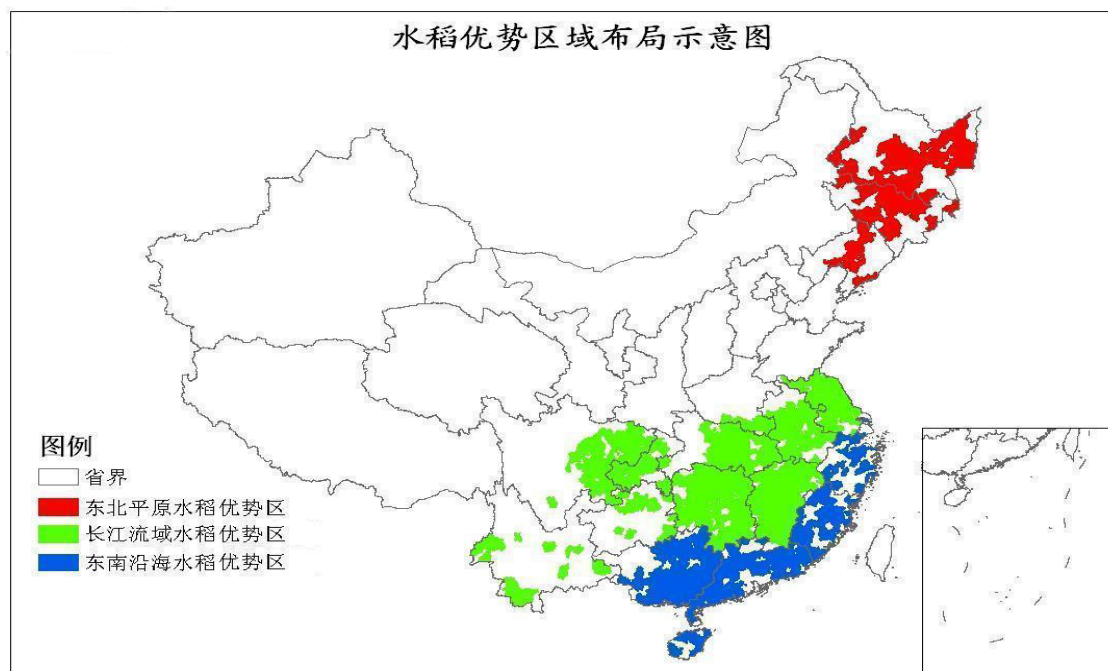 水稻优势区域布局示意图
图例
省界
东北平原水稻优势区
长江流域水稻优势区
东南沿海水稻优势区